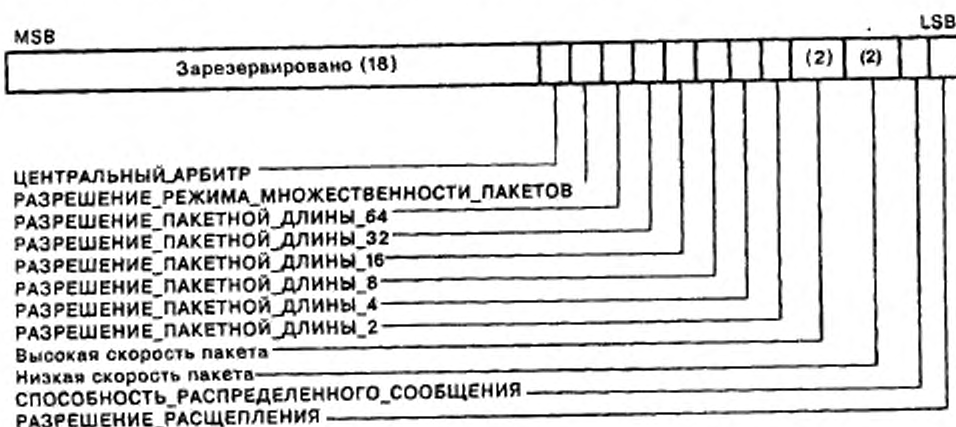 MSB
LSB
Зарезервировано (18)
(2)
(2)
ЦЕНТРАЛЬНЫЙ_АРБИТР
РАЗРЕШЕНИЕ_РЕЖИМА_МНОЖЕСТВЕННОСТИ_ПАКЕТОВ
РАЗРЕШЕНИЕ_ПАКЕТНОЙ_ДЛИНЫ_64
РАЗРЕШЕНИЕ_ПАКЕТНОЙ_ДЛИНЫ_32
РАЗРЕШЕНИЕ_ПАКЕТНОЙ_ДЛИНЫ_16
РАЗРЕШЕНИЕ_ПАКЕТНОЙ_ДЛИНЫ_8
РАЗРЕШЕНИЕ_ПАКЕТНОЙ_ДЛИНЫ_4
РАЗРЕШЕНИЕ_ПАКЕТНОЙ_ДЛИНЫ_2
Высокая скорость пакета
Низкая скорость пакета
СПОСОБНОСТЬ_РАСПРЕДЕЛЕННОГО_СООБЩЕНИЯ
РАЗРЕШЕНИЕ_РАСЩЕПЛЕНИЯ